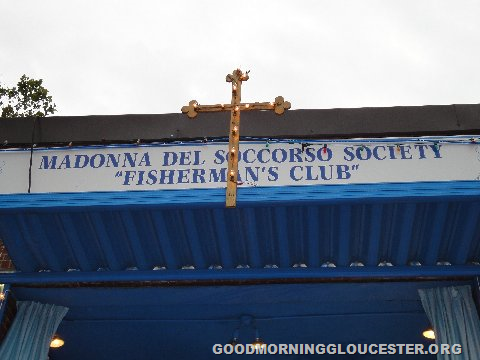 MADONNA DEL SOCCORSO SOCIETY
"FISHERMAN'S CLUB"
GOODMORNINGGLOUCESTER.ORG